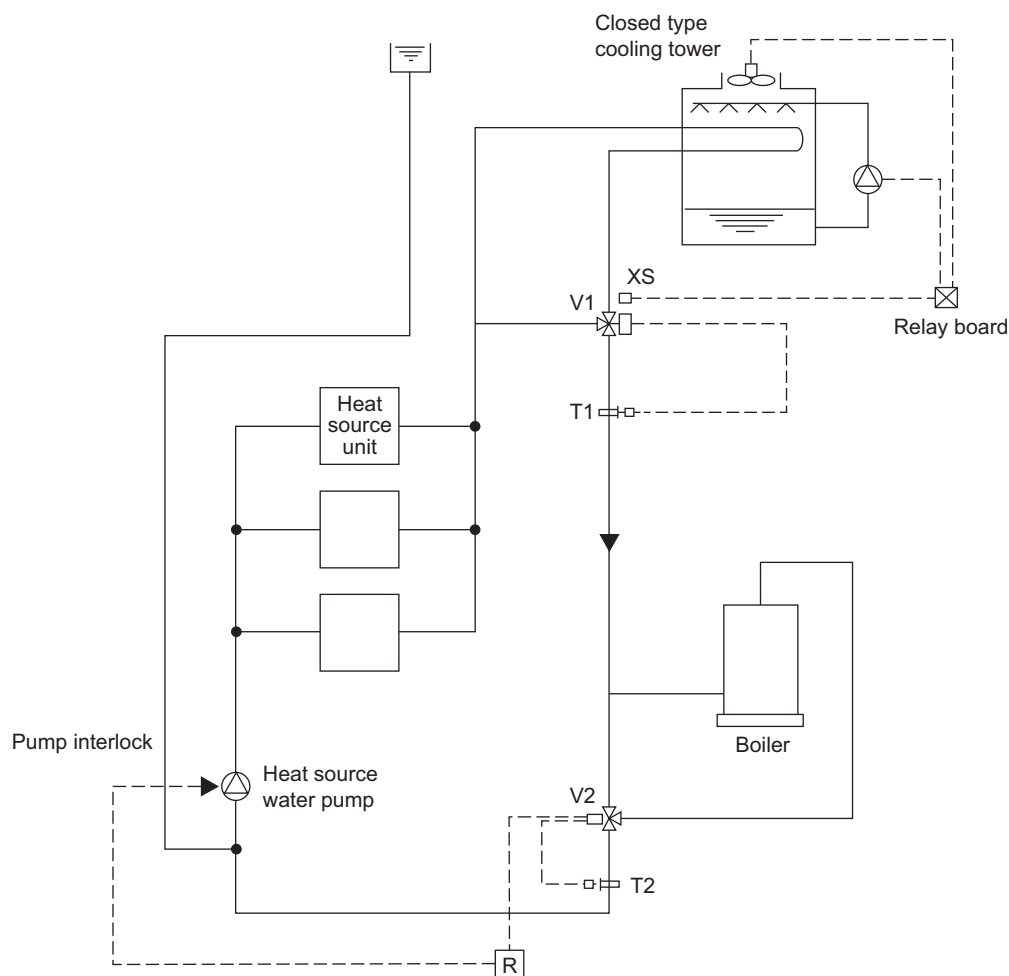 Closed type
cooling tower
XS
V1
Relay board
T1
Heat
source
unit
Pump interlock
Heat source
water pump
Boiler
V2
T2
R